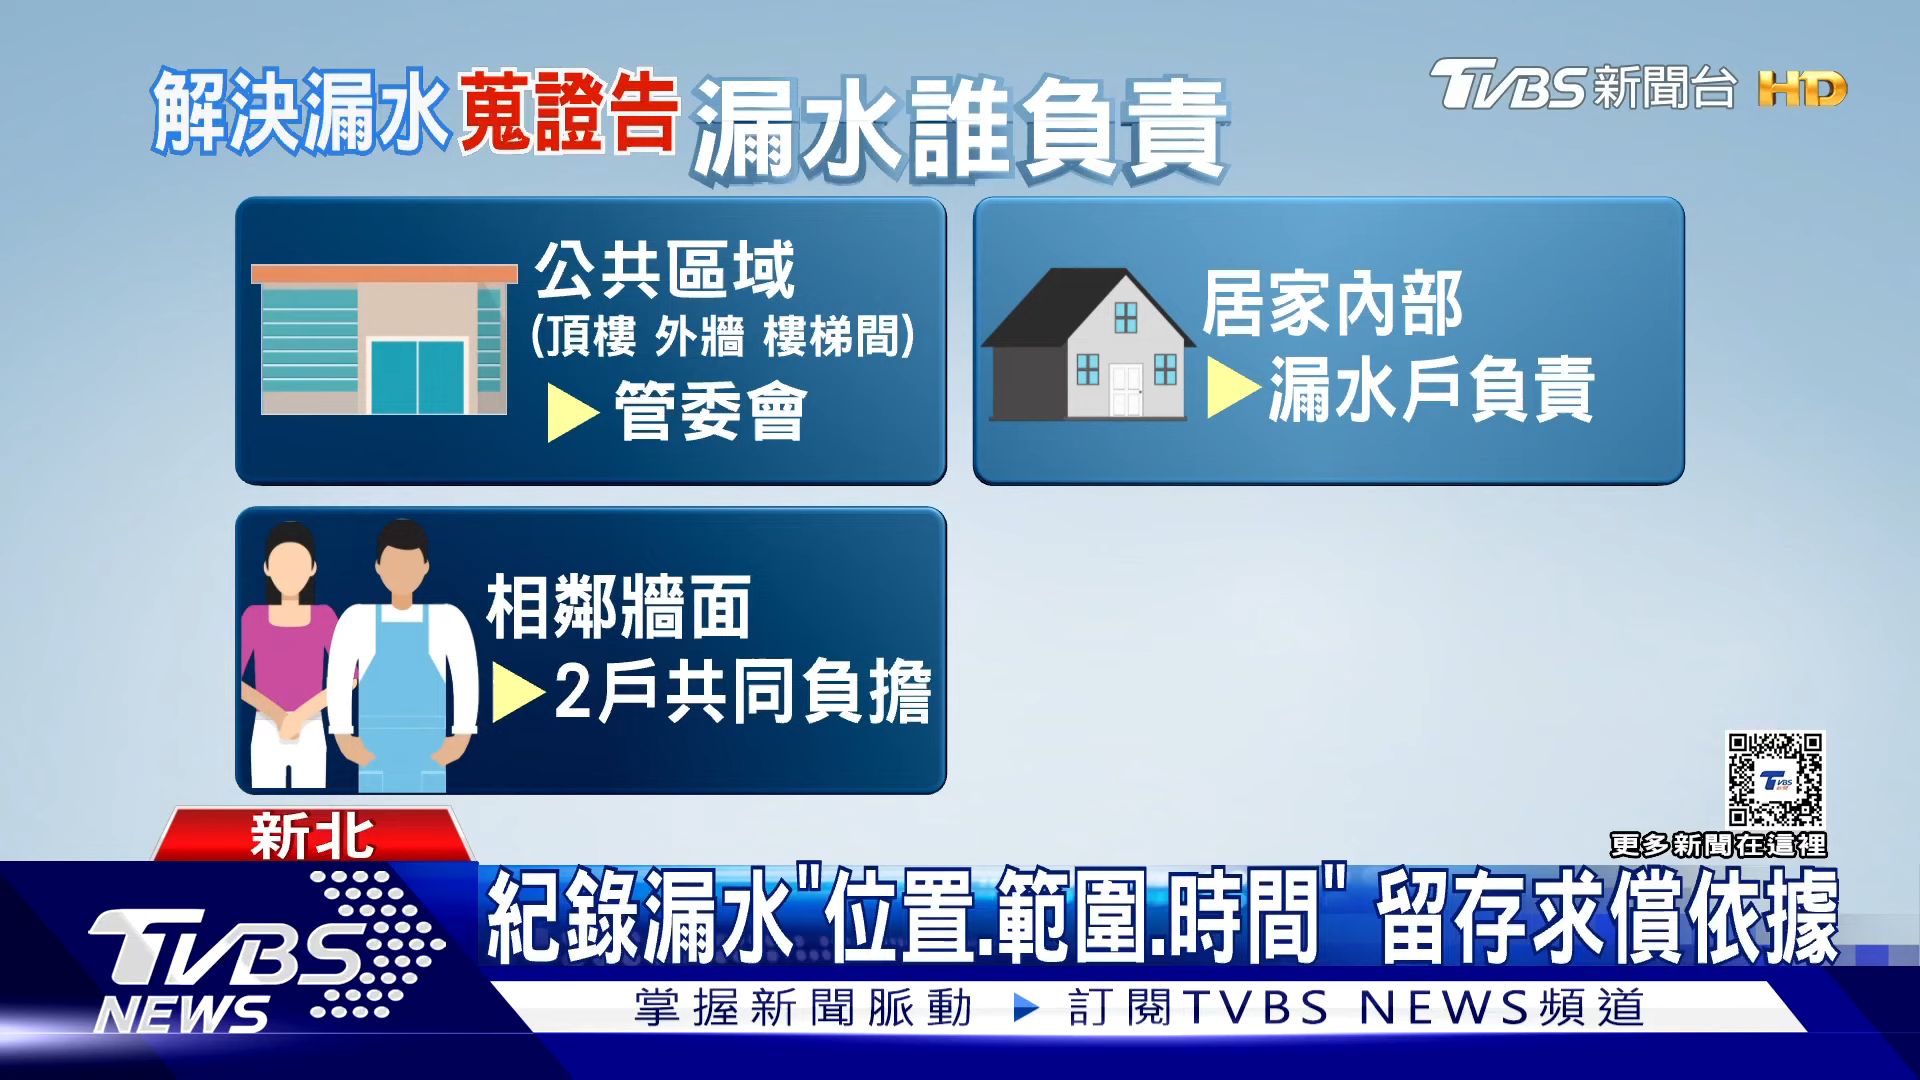 解決漏水蒐證告 漏水誰負責
TVBS新聞台 HD
公共區域
(頂樓 外牆 樓梯間)
管委會
居家內部
漏水戶負責
相鄰牆面
2戶共同負擔
TVBS
新聞
更多新聞在這裡
新北
紀錄漏水"位置.範圍.時間" 留存求償依據
TVBS
NEWS
掌握新聞脈動 訂閱TVBS NEWS頻道